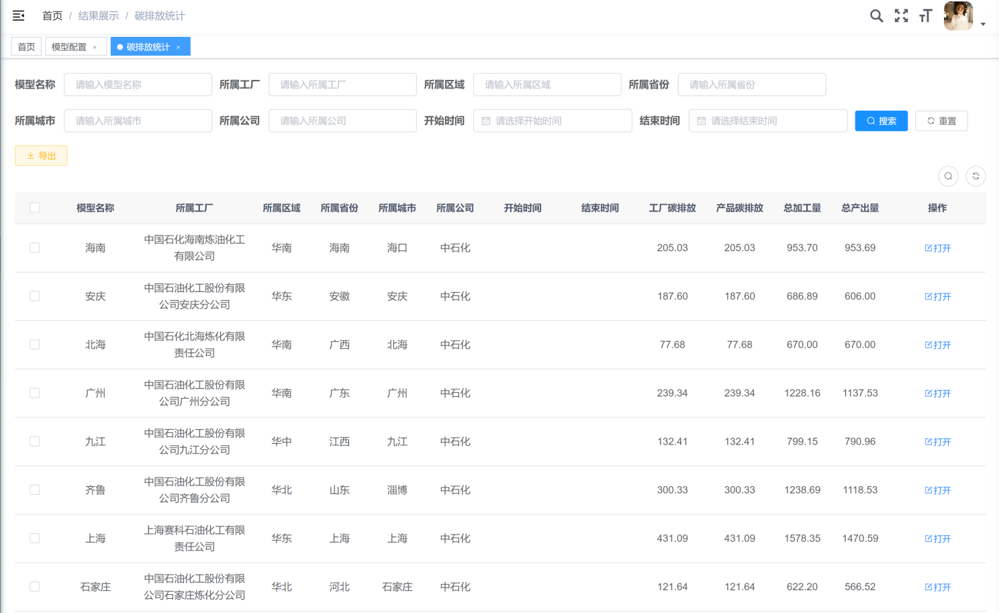 首页 / 结果展示 / 碳排放统计
首页 模型配置 × 碳排放统计 ×
模型名称 请输入模型名称 所属工厂 请输入所属工厂 所属区域 请输入所属区域 所属省份 请输入所属省份
所属城市 请输入所属城市 所属公司 请输入所属公司 开始时间 请选择开始时间 结束时间 请选择结束时间 搜索 重置
导出
模型名称 所属工厂 所属区域 所属省份 所属城市 所属公司 开始时间 结束时间 工厂碳排放 产品碳排放 总加工量 总产出量 操作
中国石化海南炼油化工
海南 华南 海南 海口 中石化 205.03 205.03 953.70 953.69 打开
有限公司
中国石油化工股份有限
安庆 华东 安徽 安庆 中石化 187.60 187.60 686.89 606.00 打开
公司安庆分公司
中国石化北海炼化有限
北海 华南 广西 北海 中石化 77.68 77.68 670.00 670.00 打开
责任公司
中国石油化工股份有限
广州 华南 广东 广州 中石化 239.34 239.34 1228.16 1137.53 打开
公司广州分公司
中国石油化工股份有限
九江 华中 江西 九江 中石化 132.41 132.41 799.15 790.96 打开
公司九江分公司
中国石油化工股份有限
齐鲁 华北 山东 淄博 中石化 300.33 300.33 1238.69 1118.53 打开
公司齐鲁分公司
上海赛科石油化工有限
上海 华东 上海 上海 中石化 431.09 431.09 1578.35 1470.59 打开
责任公司
中国石油化工股份有限
石家庄 华北 河北 石家庄 中石化 121.64 121.64 622.20 566.52 打开
公司石家庄炼化分公司